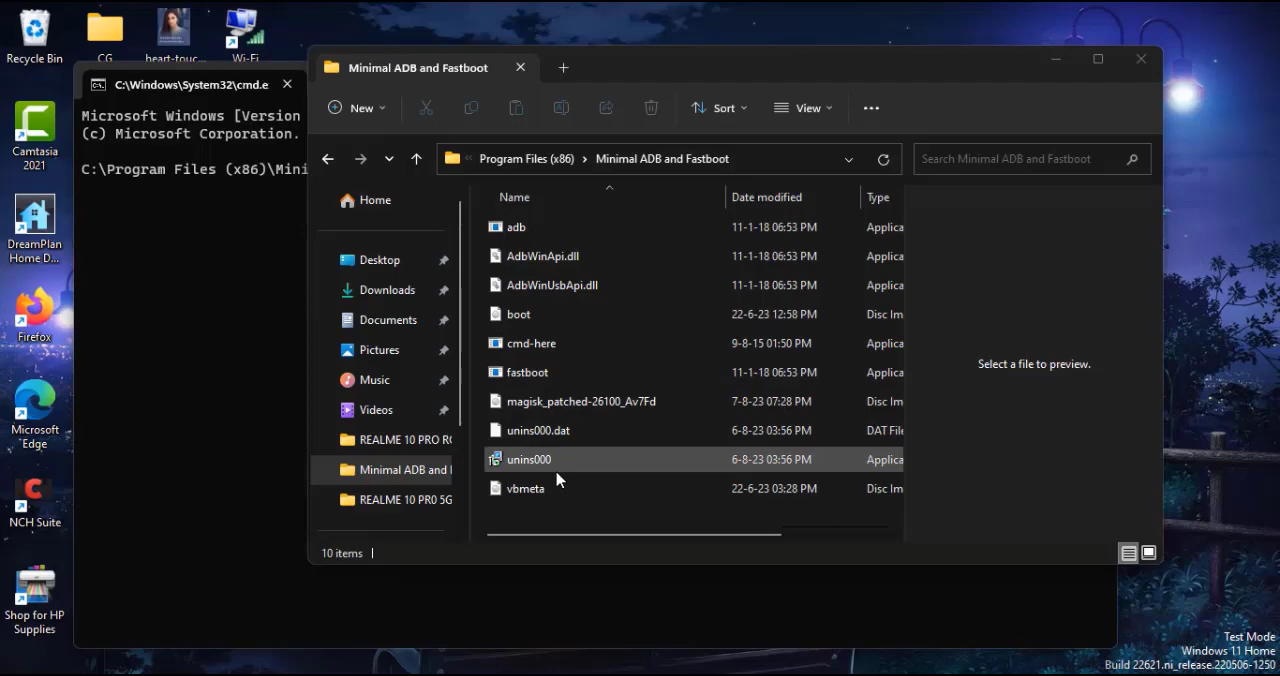 Recycle Bin
CG
heart-touc...
Wi-Fi
Camtasia
2021
DreamPlan
Home D...
Firefox
Microsoft
Edge
NCH Suite
Shop for HP
Supplies
C:\Windows\System32\cmd.e
Microsoft Windows [Version
(c) Microsoft Corporation.
C:\Program Files (x86)\Mini
Minimal ADB and Fastboot
New
Sort
View
Program Files (x86)
Minimal ADB and Fastboot
Search Minimal ADB and Fastboot
Home
Desktop
Downloads
Documents
Pictures
Music
Videos
REALME 10 PRO RO
Minimal ADB and
REALME 10 PR0 5G
Name Date modified Type
adb 11-1-18 06:53 PM Applica
AdbWinApi.dll 11-1-18 06:53 PM Applica
AdbWinUsbApi.dll 11-1-18 06:53 PM Applica
boot 22-6-23 12:58 PM Disc Im
cmd-here 9-8-15 01:50 PM Applica
fastboot 11-1-18 06:53 PM Applica
magisk_patched-26100_Av7Fd 7-8-23 07:28 PM Disc Im
unins000.dat 6-8-23 03:56 PM DAT File
unins000 6-8-23 03:56 PM Applica
vbmeta 22-6-23 03:28 PM Disc Im
Select a file to preview.
10 items
Test Mode
Windows 11 Home
Build 22621.ni_release.220506-1250